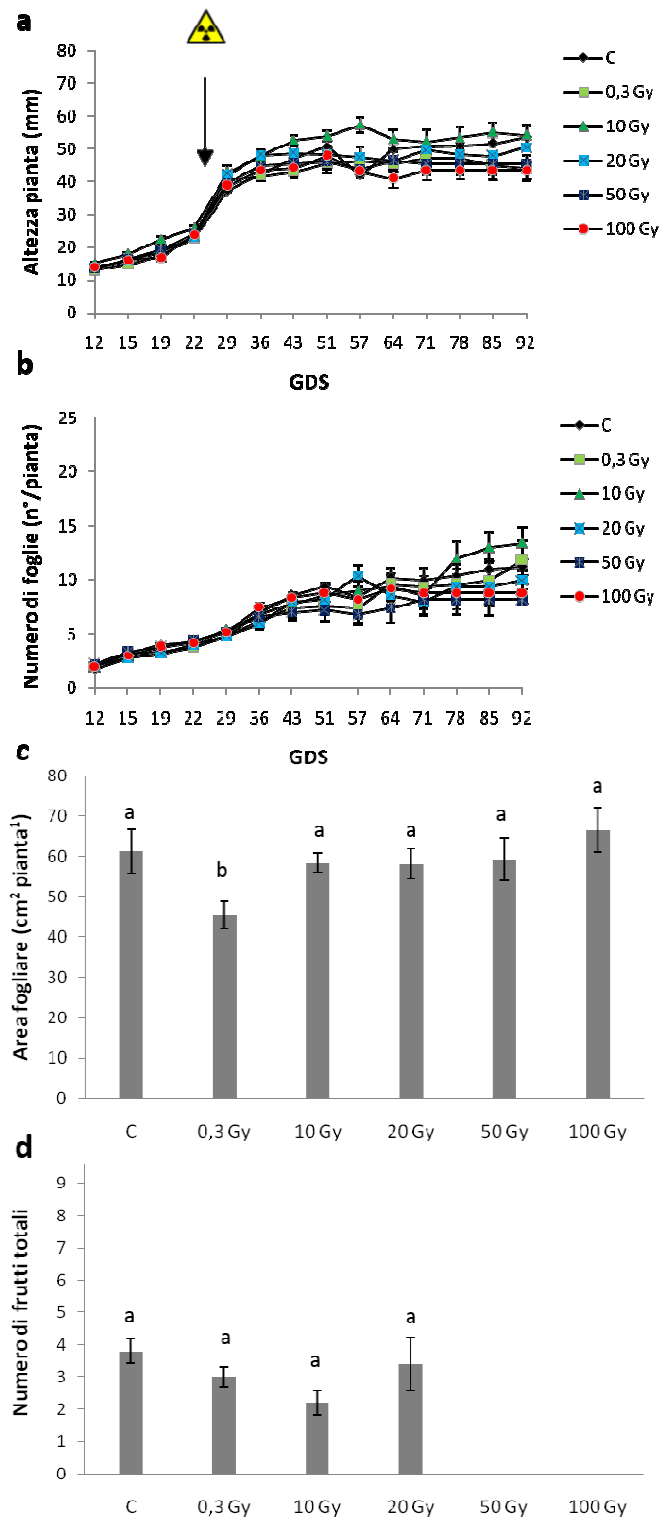 a
Altezza pianta (mm)
80
70
60
50
40
30
20
10
0
12 15 19 22 29 36 43 51 57 64 71 78 85 92
GDS
C
0,3 Gy
10 Gy
20 Gy
50 Gy
100 Gy
b
Numero di foglie (n°/pianta)
25
20
15
10
5
0
12 15 19 22 29 36 43 51 57 64 71 78 85 92
GDS
C
0,3 Gy
10 Gy
20 Gy
50 Gy
100 Gy
c
Area fogliare (cm² pianta¹)
80
70
60
50
40
30
20
10
0
a b a a a a
C 0,3 Gy 10 Gy 20 Gy 50 Gy 100 Gy
d
Numero di frutti totali
9
8
7
6
5
4
3
2
1
0
a a a a
C 0,3 Gy 10 Gy 20 Gy 50 Gy 100 Gy